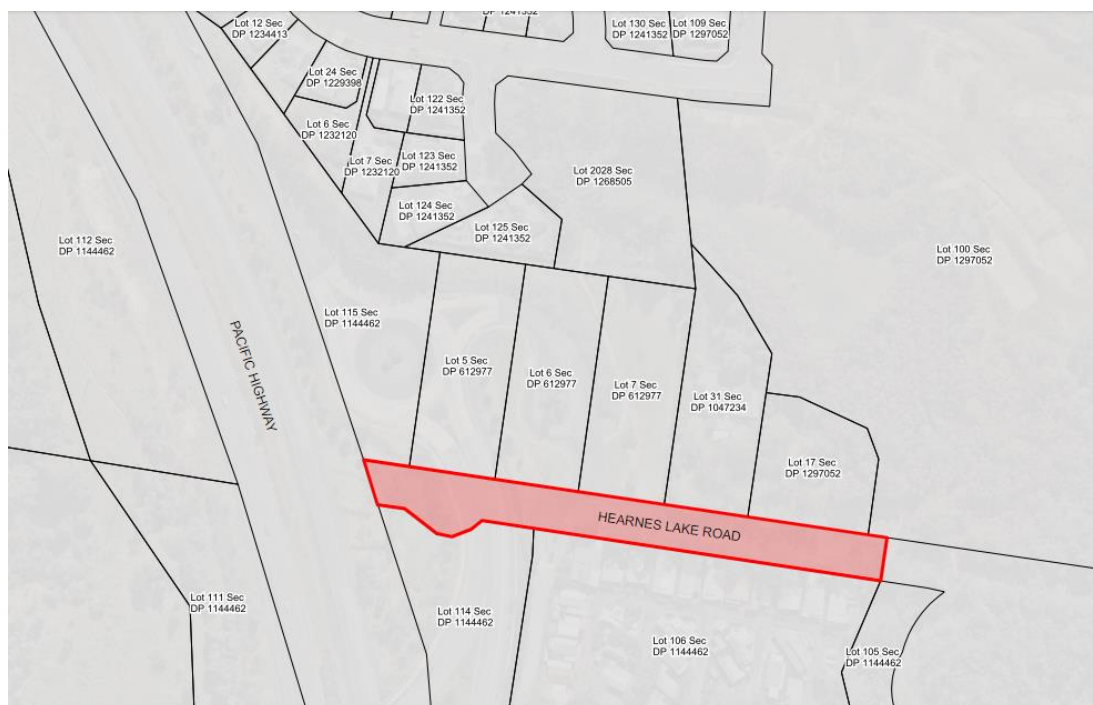 DP 1241352
Lot 12 Sec
DP 1234413
Lot 130 Sec
DP 1241352
Lot 109 Sec
DP 1297052
Lot 24 Sec
DP 1229398
Lot 122 Sec
DP 1241352
Lot 6 Sec
DP 1232120
Lot 7 Sec
DP 1232120
Lot 123 Sec
DP 1241352
Lot 2028 Sec
DP 1268505
Lot 124 Sec
DP 1241352
Lot 125 Sec
DP 1241352
Lot 112 Sec
DP 1144462
Lot 100 Sec
DP 1297052
Lot 115 Sec
DP 1144462
PACIFIC HIGHWAY
Lot 5 Sec
DP 612977
Lot 6 Sec
DP 612977
Lot 7 Sec
DP 612977
Lot 31 Sec
DP 1047234
Lot 17 Sec
DP 1297052
HEARNES LAKE ROAD
Lot 111 Sec
DP 1144462
Lot 114 Sec
DP 1144462
Lot 106 Sec
DP 1144462
Lot 105 Sec
DP 1144462